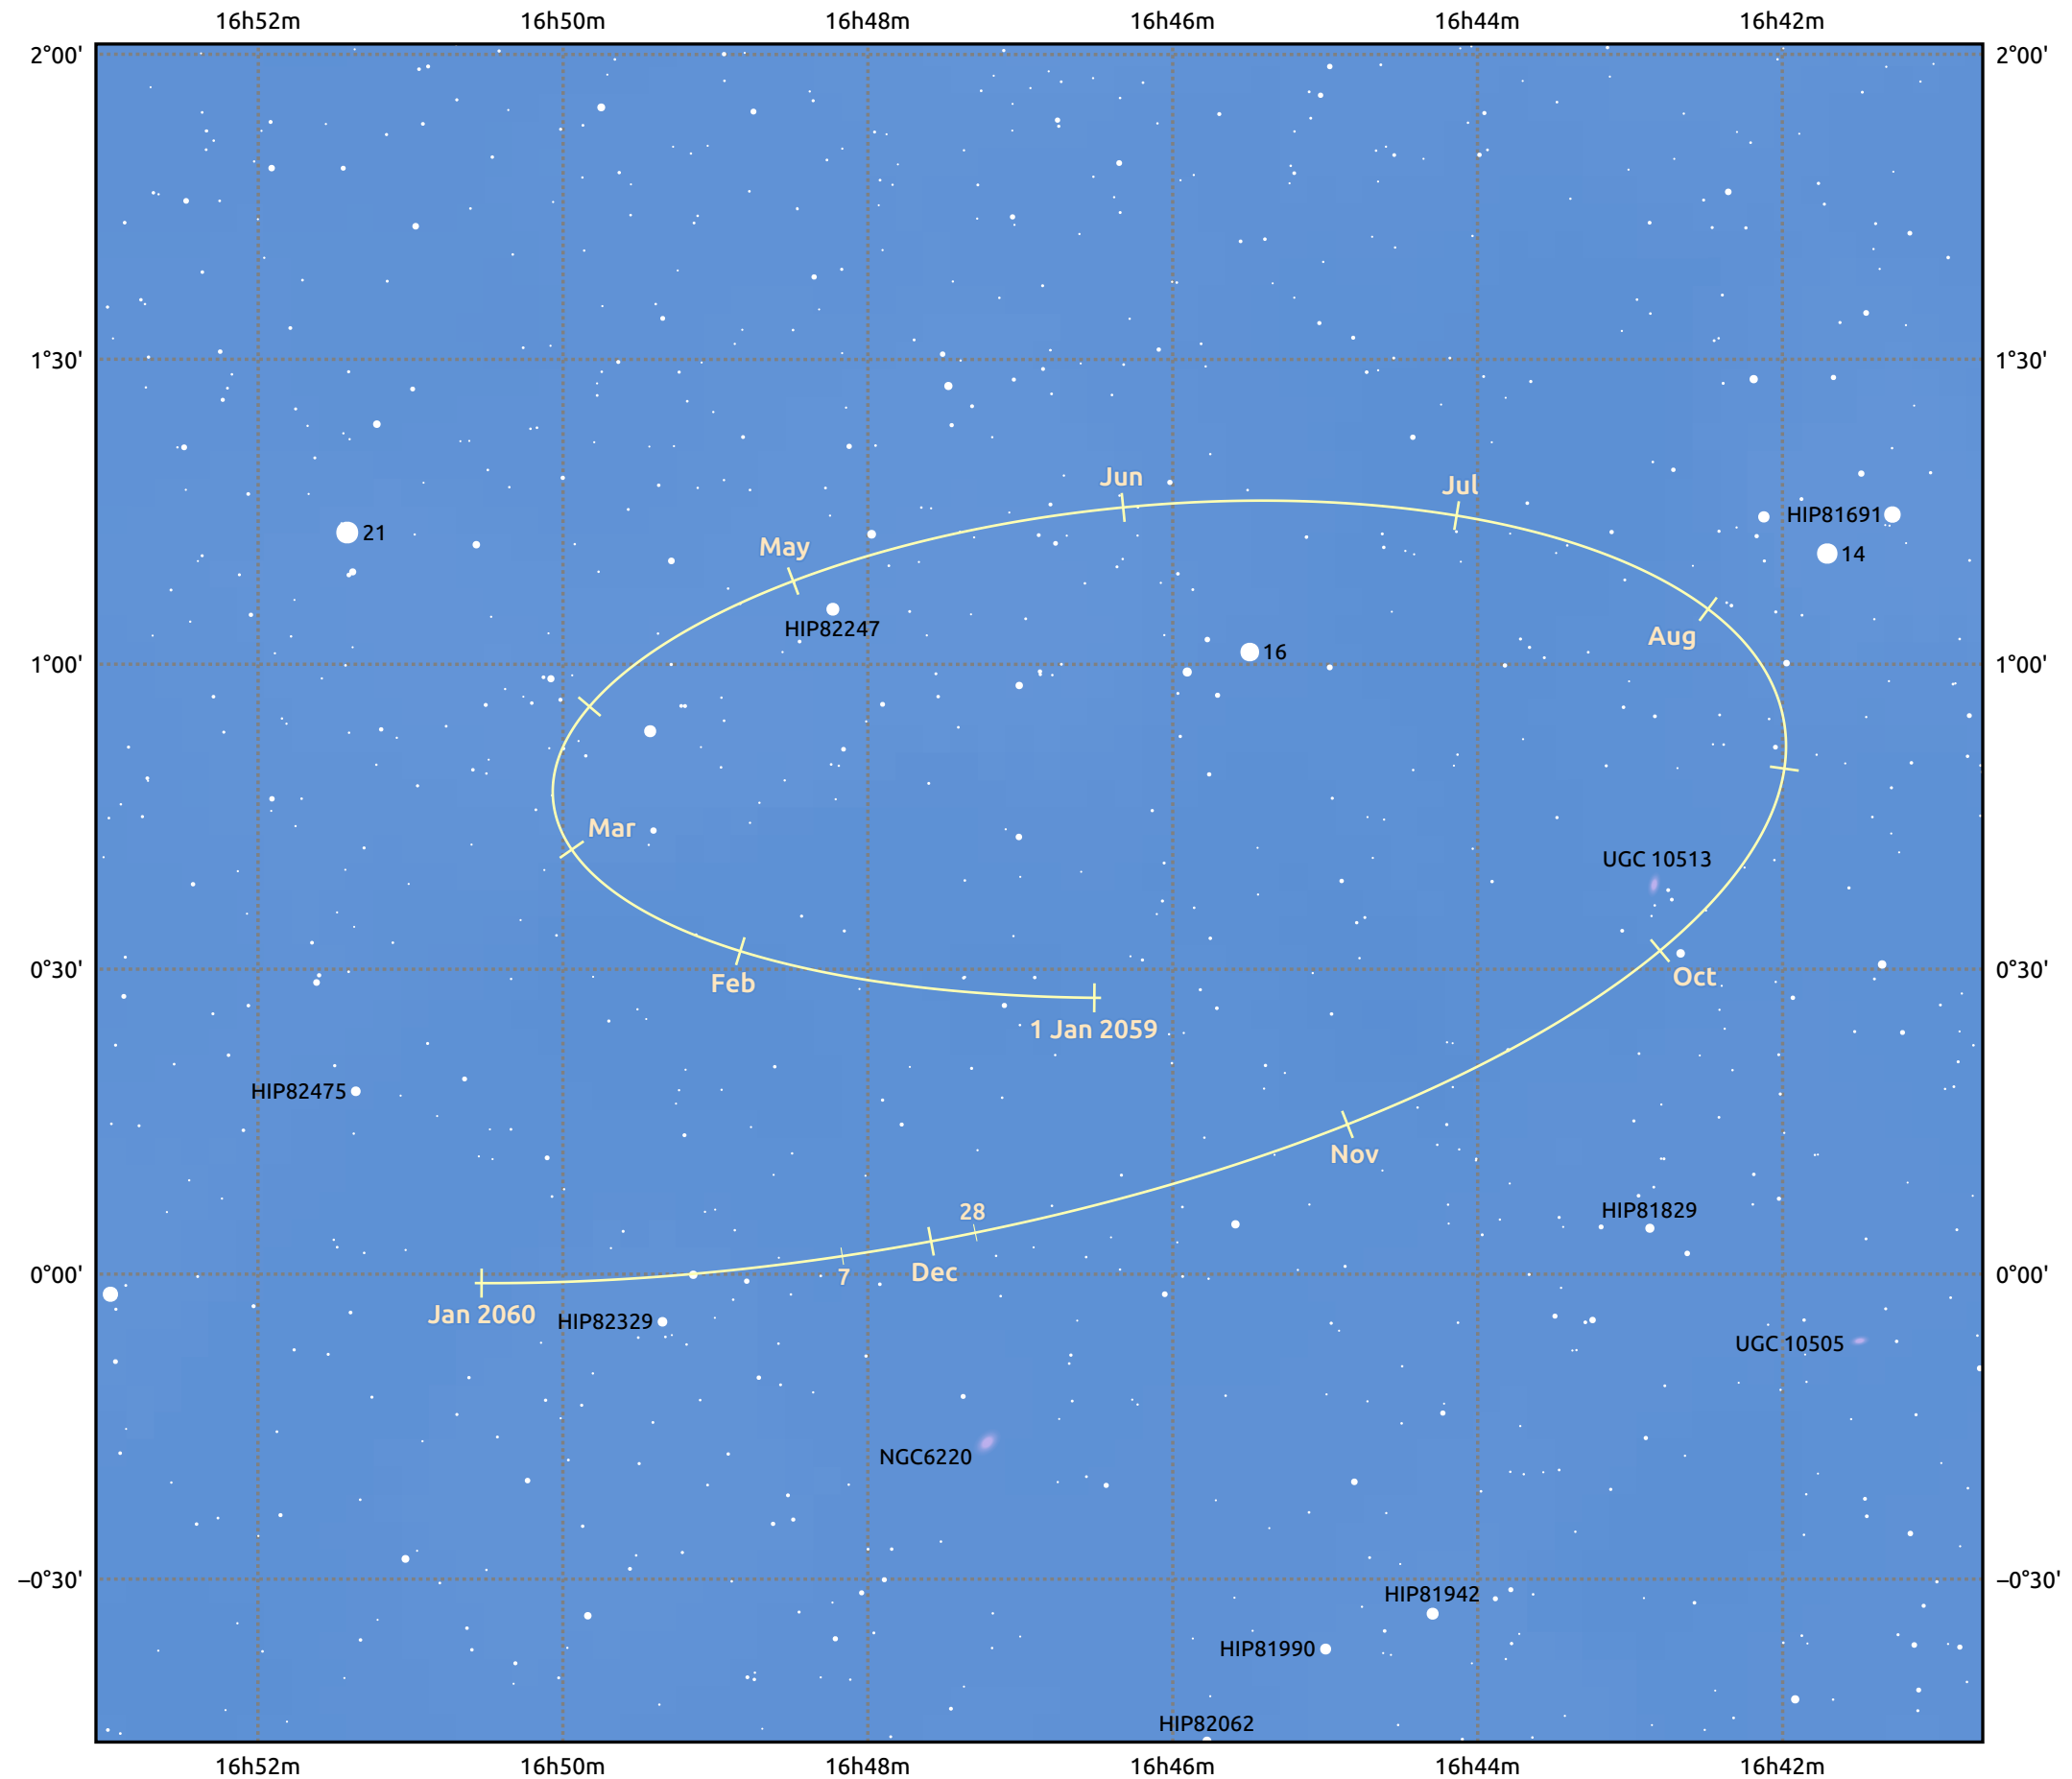 16h52m 16h50m 16h48m 16h46m 16h44m 16h42m
2°00' 2°00'
1°30' 1°30'
Jun
Jul
HIP81691
21
May
14
HIP82247
Aug
16
1°00' 1°00'
Mar
UGC 10513
0°30' 0°30'
Feb
Oct
1 Jan 2059
HIP82475
Nov
HIP81829
28
0°00' 0°00'
Dec
7
Jan 2060
HIP82329
UGC 10505
NGC6220
–0°30' –0°30'
HIP81942
HIP81990
HIP82062
16h52m 16h50m 16h48m 16h46m 16h44m 16h42m